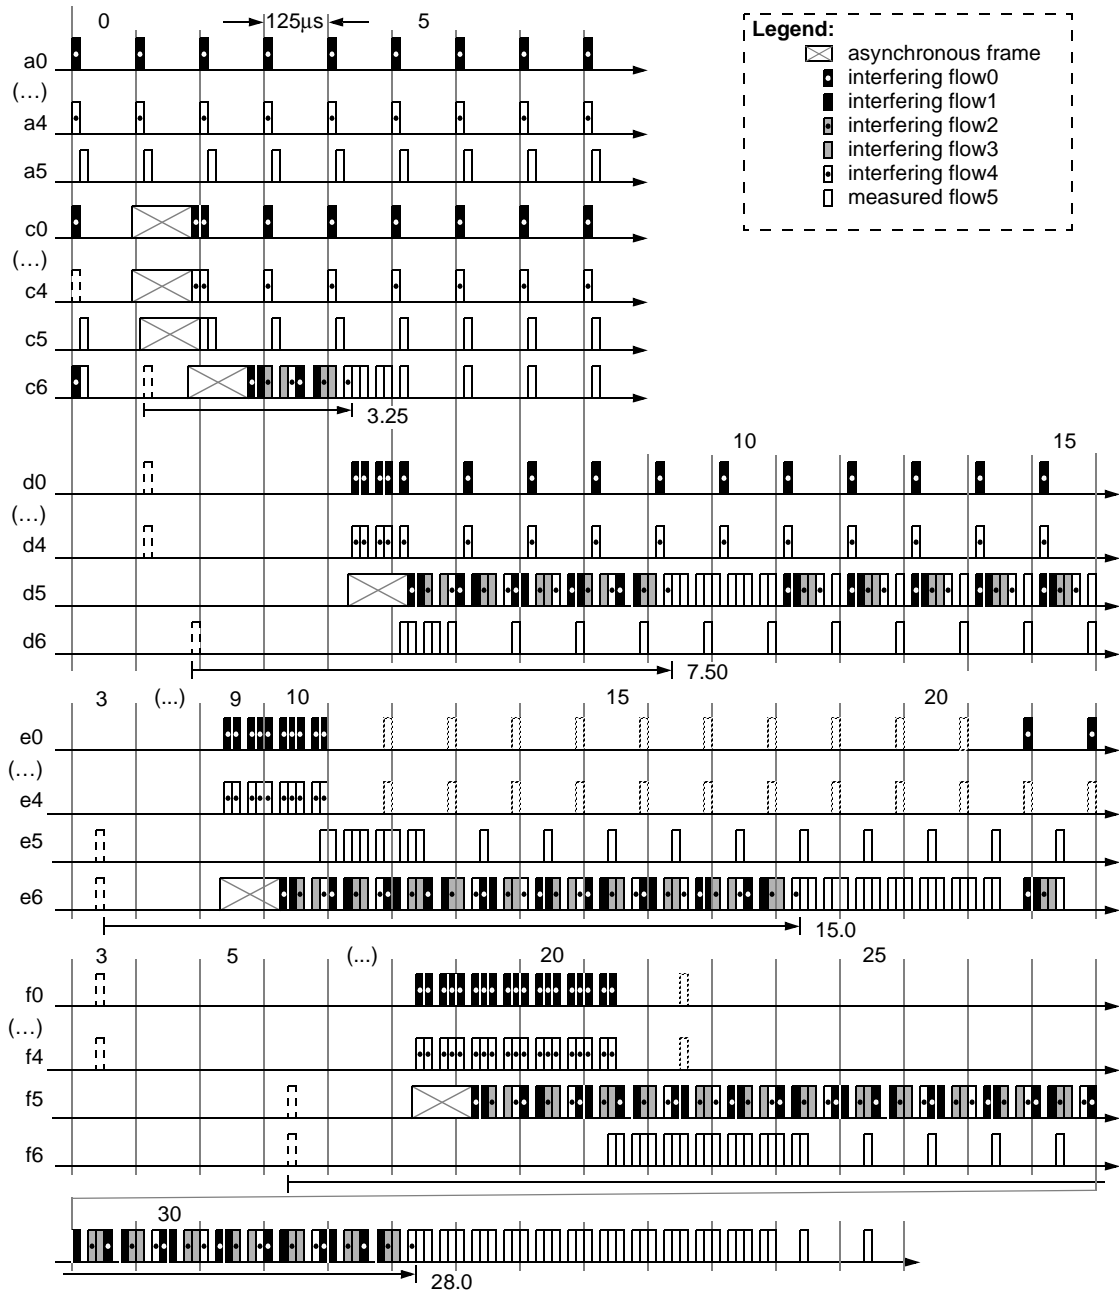 0 125μs 5
Legend:
asynchronous frame
interfering flow0
interfering flow1
interfering flow2
interfering flow3
interfering flow4
measured flow5
a0
(...)
a4
a5
c0
(...)
c4
c5
c6
3.25
10 15
d0
(...)
d4
d5
d6
7.50
3 (...) 9 10 15 20
e0
(...)
e4
e5
e6
15.0
3 5 (...) 20 25
f0
(...)
f4
f5
f6
30
28.0